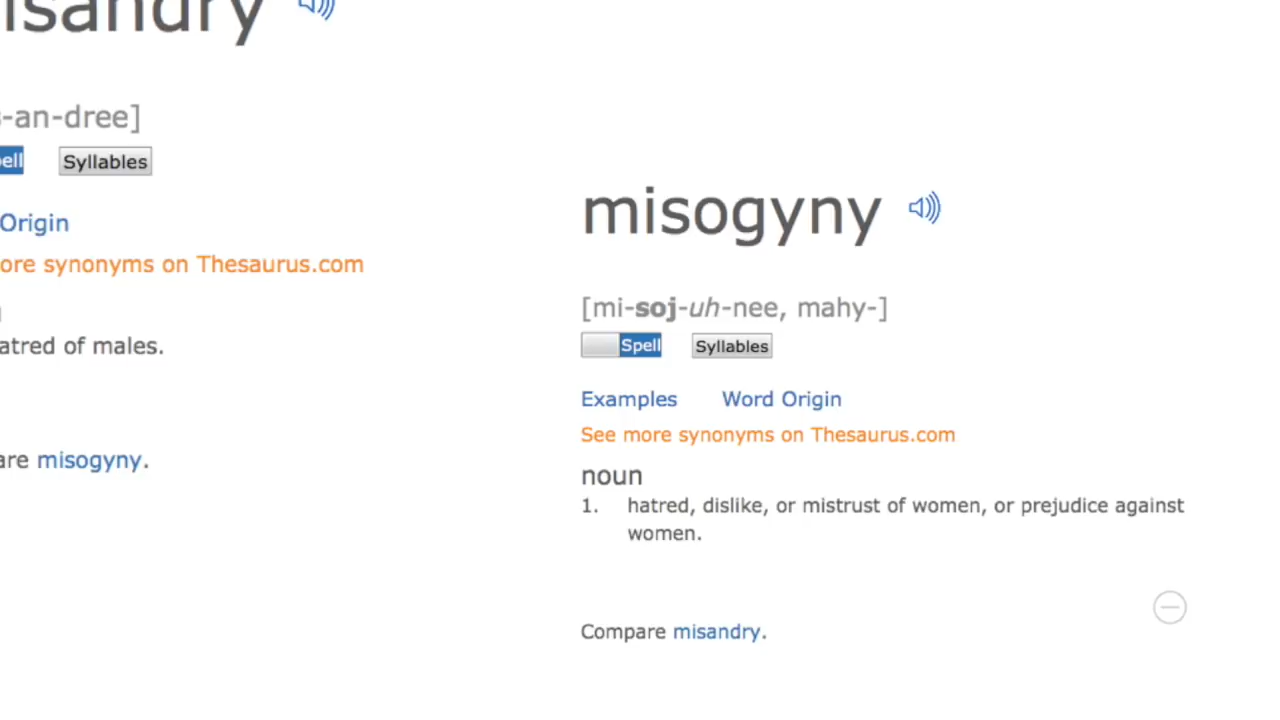 isandry
-an-dree]
ell Syllables
Origin
ore synonyms on Thesaurus.com
atred of males.
are misogyny.
misogyny
[mi-soj-uh-nee, mahy-]
Spell Syllables
Examples Word Origin
See more synonyms on Thesaurus.com
noun
1. hatred, dislike, or mistrust of women, or prejudice against
women.
Compare misandry.